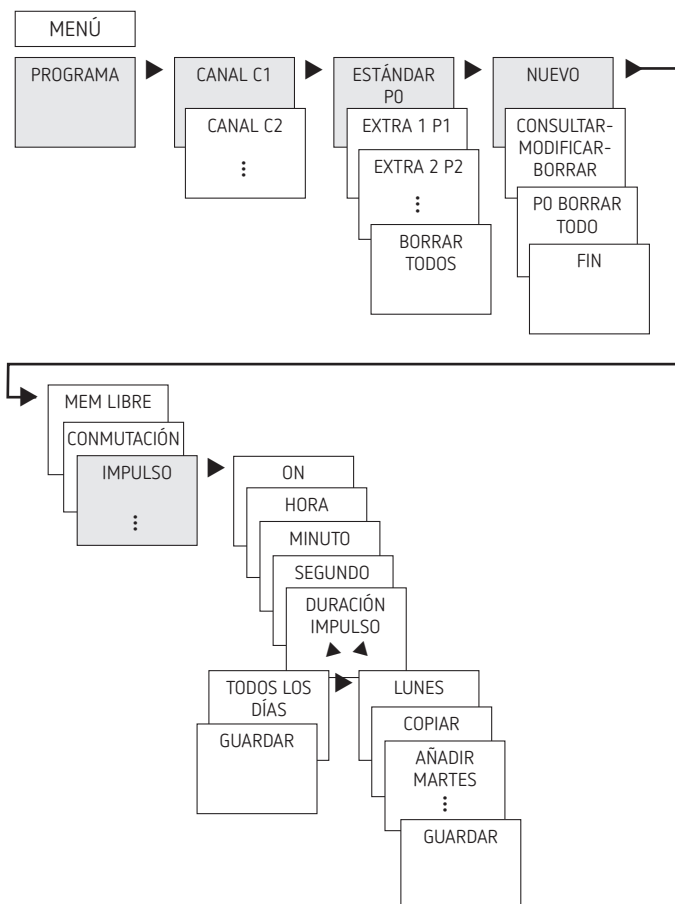 MENÚ
PROGRAMA
CANAL C1
CANAL C2
⋮
ESTÁNDAR
P0
EXTRA 1 P1
EXTRA 2 P2
⋮
BORRAR
TODOS
NUEVO
CONSULTAR-
MODIFICAR-
BORRAR
P0 BORRAR
TODO
FIN
MEM LIBRE
CONMUTACIÓN
IMPULSO
⋮
ON
HORA
MINUTO
SEGUNDO
DURACIÓN
IMPULSO
TODOS LOS
DÍAS
GUARDAR
LUNES
COPIAR
AÑADIR
MARTES
⋮
GUARDAR